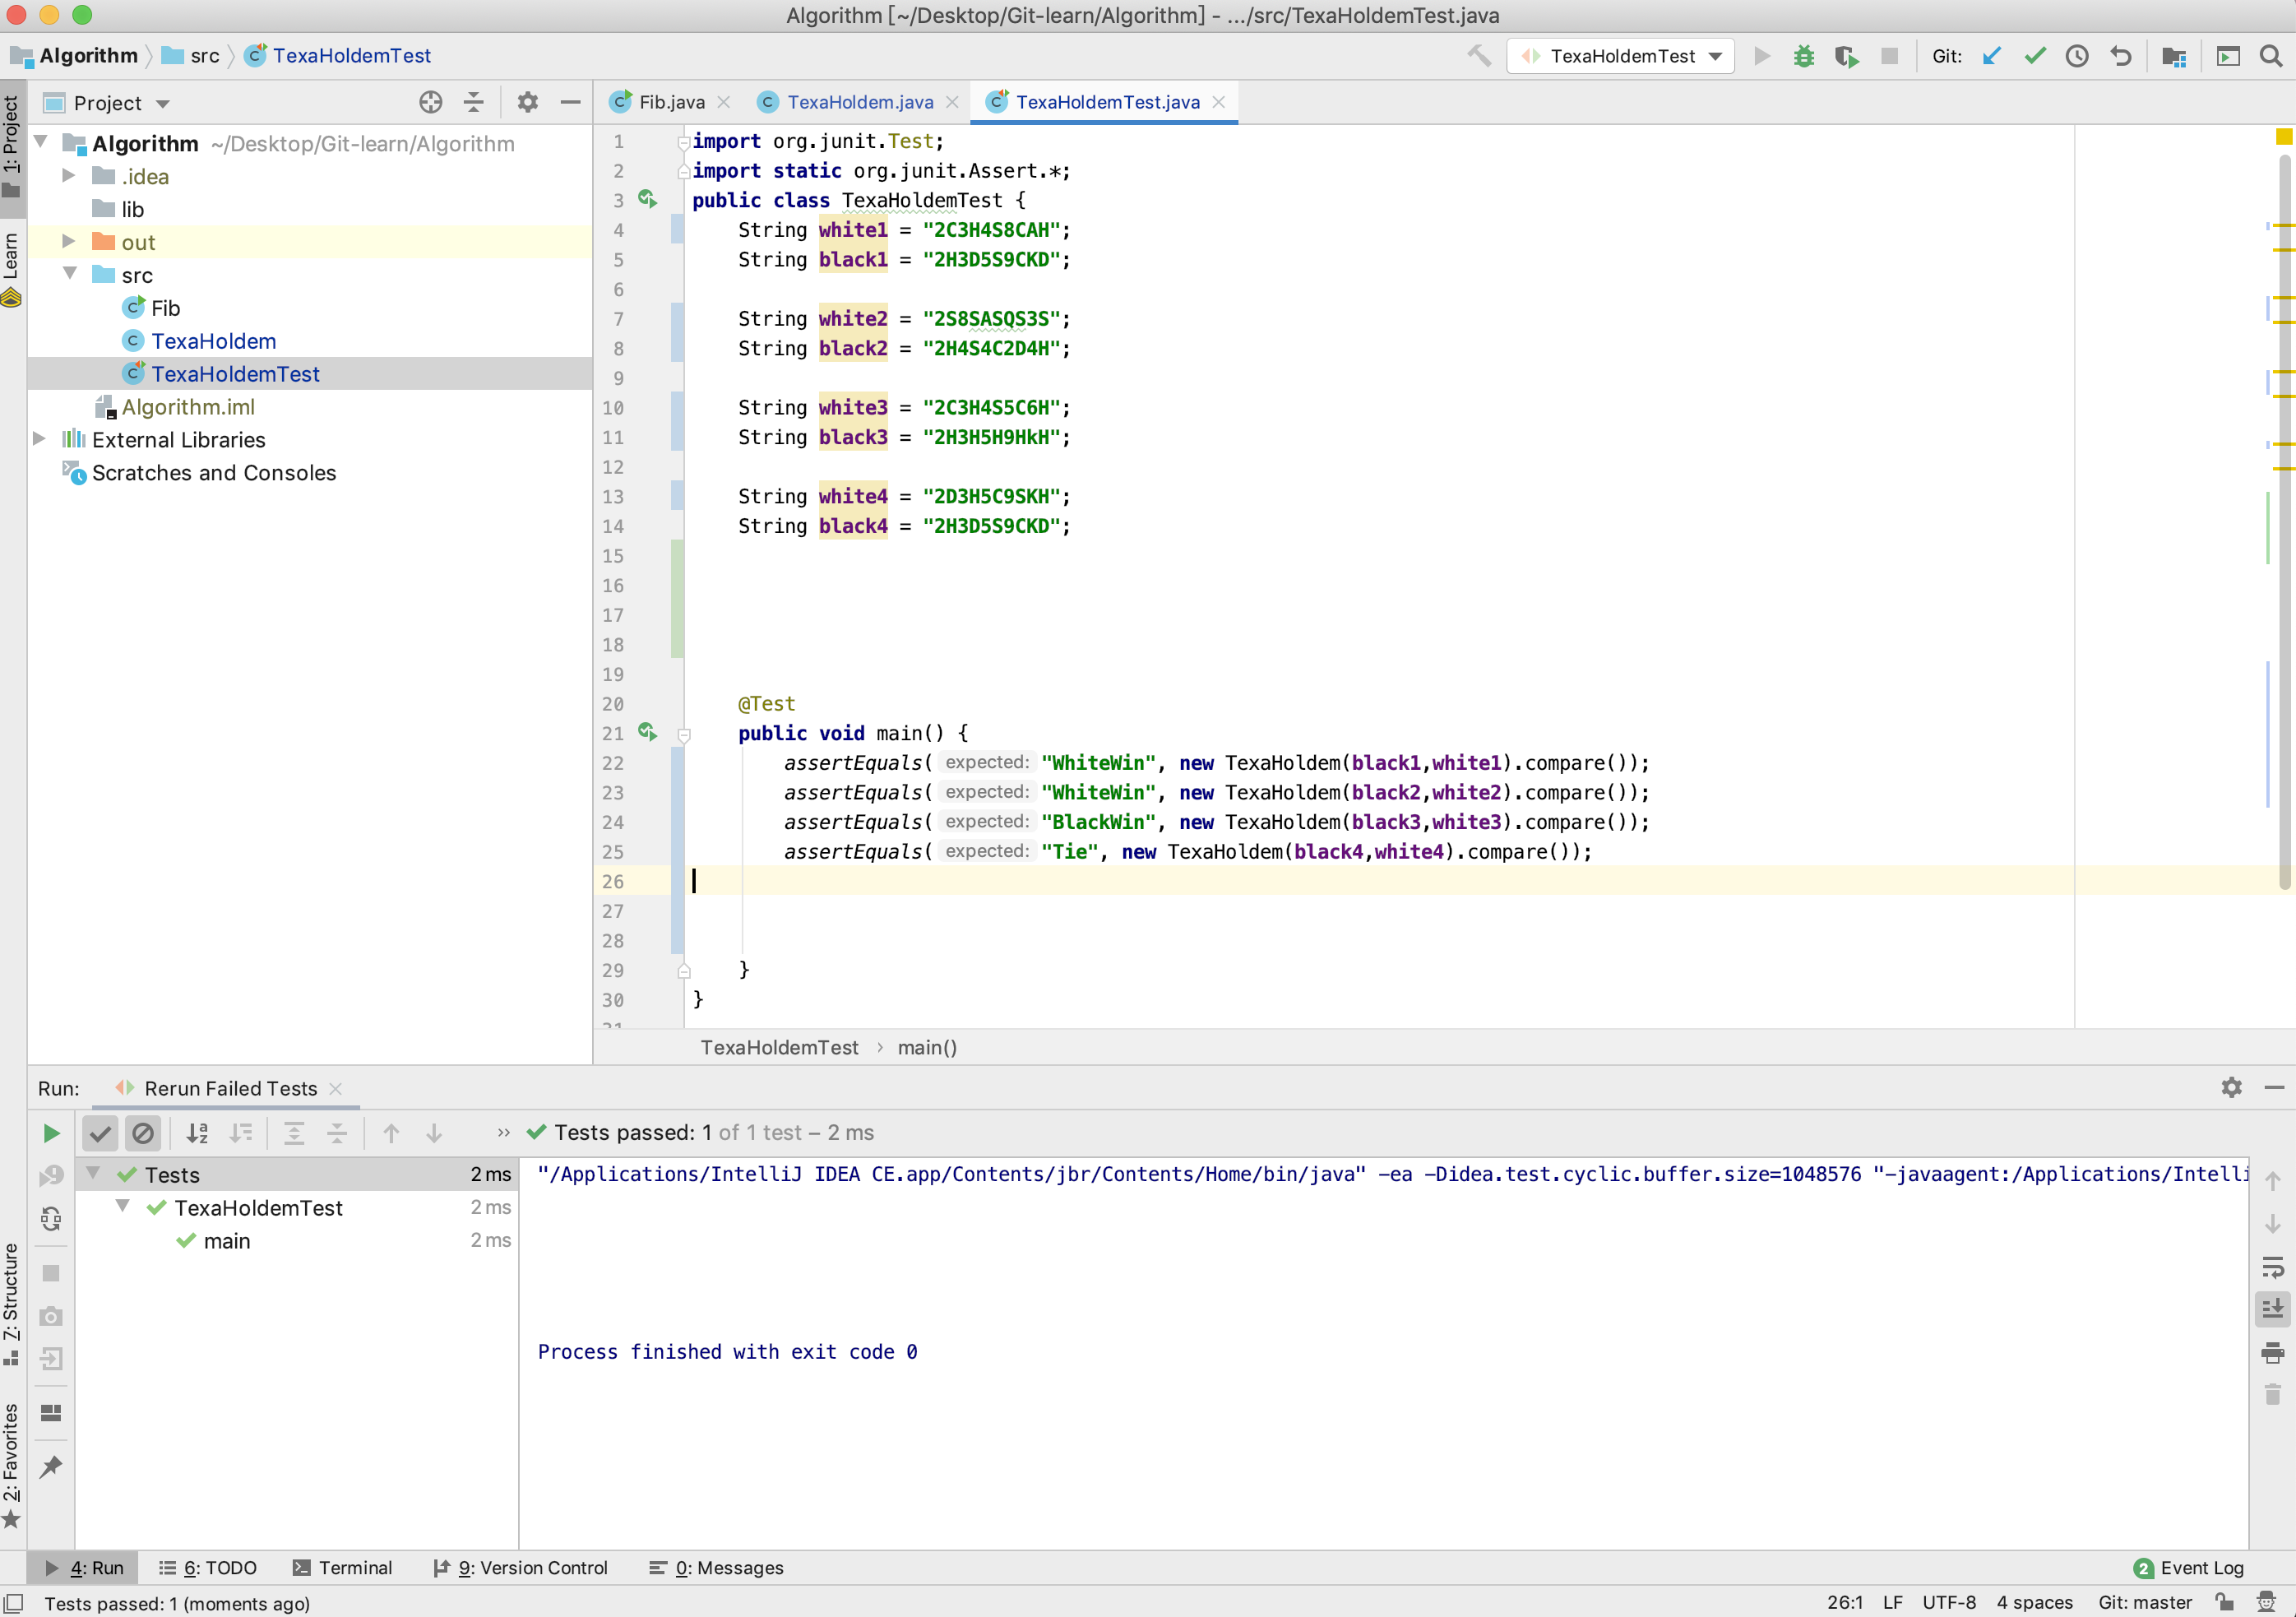 Algorithm [~/Desktop/Git-learn/Algorithm] - .../src/TexaHoldemTest.java
Algorithm src TexaHoldemTest
TexaHoldemTest Git:
1: Project
Learn
7: Structure
2: Favorites
Project
Algorithm ~/Desktop/Git-learn/Algorithm
.idea
lib
out
src
Fib
TexaHoldem
TexaHoldemTest
Algorithm.iml
External Libraries
Scratches and Consoles
Fib.java TexaHoldem.java TexaHoldemTest.java
1 import org.junit.Test;
2 import static org.junit.Assert.*;
3 public class TexaHoldemTest {
4 String white1 = "2C3H4S8CAH";
5 String black1 = "2H3D5S9CKD";
6
7 String white2 = "2S8SASQS3S";
8 String black2 = "2H4S4C2D4H";
9
10 String white3 = "2C3H4S5C6H";
11 String black3 = "2H3H5H9HkH";
12
13 String white4 = "2D3H5C9SKH";
14 String black4 = "2H3D5S9CKD";
15
16
17
18
19
20 @Test
21 public void main() {
22 assertEquals( expected: "WhiteWin", new TexaHoldem(black1,white1).compare());
23 assertEquals( expected: "WhiteWin", new TexaHoldem(black2,white2).compare());
24 assertEquals( expected: "BlackWin", new TexaHoldem(black3,white3).compare());
25 assertEquals( expected: "Tie", new TexaHoldem(black4,white4).compare());
26
27
28
29 }
30 }
TexaHoldemTest › main()
Run: Rerun Failed Tests
Tests passed: 1 of 1 test – 2 ms
Tests 2 ms
TexaHoldemTest 2 ms
main 2 ms
"/Applications/IntelliJ IDEA CE.app/Contents/jbr/Contents/Home/bin/java" -ea -Didea.test.cyclic.buffer.size=1048576 "-javaagent:/Applications/Intelli
Process finished with exit code 0
4: Run 6: TODO Terminal 9: Version Control 0: Messages 2 Event Log
Tests passed: 1 (moments ago) 26:1 LF UTF-8 4 spaces Git: master